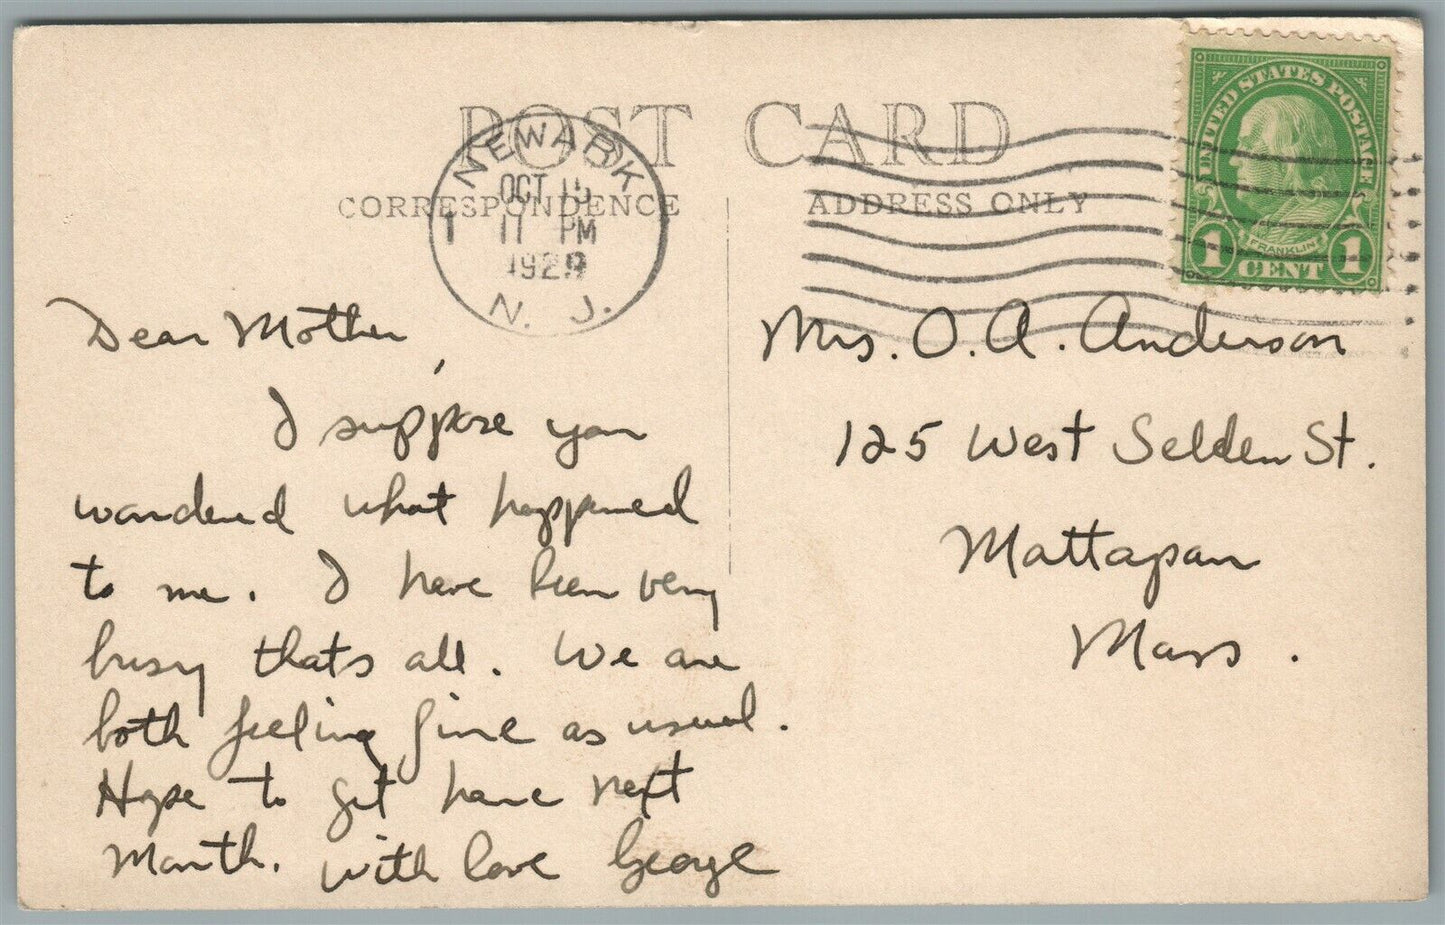 POST CARD
CORRESPONDENCE
ADDRESS ONLY
NEWARK
OCT 15
1 11 PM
1929
N. J.
UNITED STATES POSTAGE
FRANKLIN
1 CENT 1
Dear Mother,
I suppose you
wondered what happened
to me. I have been very
busy thats all. We are
both feeling fine as usual.
Hope to get home next
Month. With love George
Mrs. O. A. Anderson
125 West Selden St.
Mattapan
Mass.